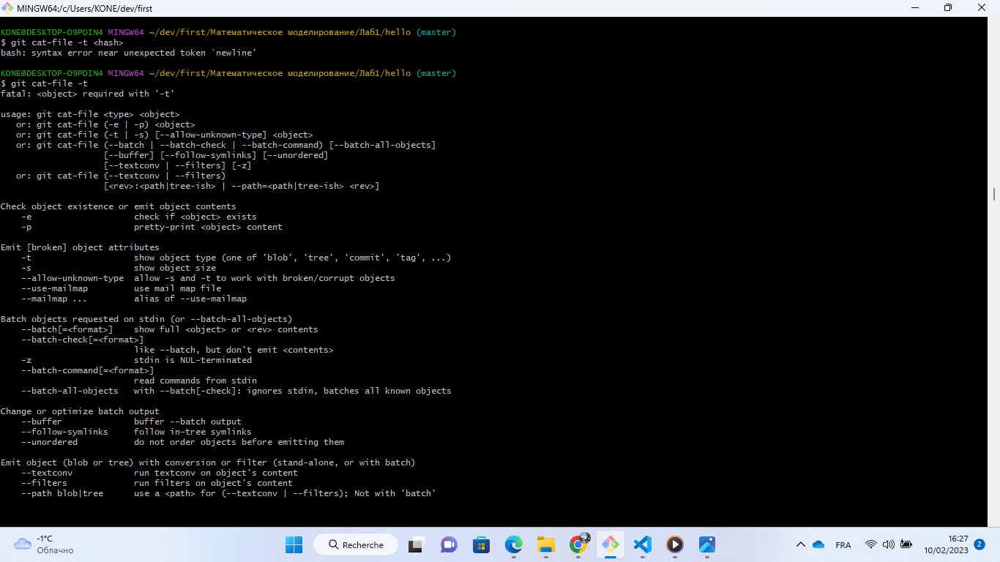 MINGW64:/c/Users/KONE/dev/first
KONE@DESKTOP-O9POIN4 MINGW64 ~/dev/first/Математическое моделирование/Лаб1/hello (master)
$ git cat-file -t <hash>
bash: syntax error near unexpected token `newline'
KONE@DESKTOP-O9POIN4 MINGW64 ~/dev/first/Математическое моделирование/Лаб1/hello (master)
$ git cat-file -t
fatal: <object> required with '-t'
usage: git cat-file <type> <object>
   or: git cat-file (-e | -p) <object>
   or: git cat-file (-t | -s) [--allow-unknown-type] <object>
   or: git cat-file (--batch | --batch-check | --batch-command) [--batch-all-objects]
                    [--buffer] [--follow-symlinks] [--unordered]
                    [--textconv | --filters] [-z]
   or: git cat-file (--textconv | --filters)
                    [<rev>:<path|tree-ish> | --path=<path|tree-ish> <rev>]
Check object existence or emit object contents
    -e                    check if <object> exists
    -p                    pretty-print <object> content
Emit [broken] object attributes
    -t                    show object type (one of 'blob', 'tree', 'commit', 'tag', ...)
    -s                    show object size
    --allow-unknown-type  allow -s and -t to work with broken/corrupt objects
    --use-mailmap         use mail map file
    --mailmap ...         alias of --use-mailmap
Batch objects requested on stdin (or --batch-all-objects)
    --batch[=<format>]    show full <object> or <rev> contents
    --batch-check[=<format>]
                          like --batch, but don't emit <contents>
    -z                    stdin is NUL-terminated
    --batch-command[=<format>]
                          read commands from stdin
    --batch-all-objects   with --batch[-check]: ignores stdin, batches all known objects
Change or optimize batch output
    --buffer              buffer --batch output
    --follow-symlinks     follow in-tree symlinks
    --unordered           do not order objects before emitting them
Emit object (blob or tree) with conversion or filter (stand-alone, or with batch)
    --textconv            run textconv on object's content
    --filters             run filters on object's content
    --path blob|tree      use a <path> for (--textconv | --filters); Not with 'batch'
-1°C
Облачно
Recherche
FRA
16:27
10/02/2023
2